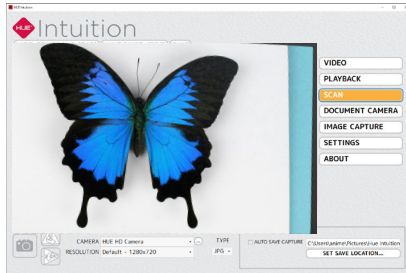 HUE Intuition
HUE
Intuition
VIDEO
PLAYBACK
SCAN
DOCUMENT CAMERA
IMAGE CAPTURE
SETTINGS
ABOUT
CAMERA HUE HD Camera
TYPE
AUTO SAVE CAPTURE
C:\Users\anime\Pictures\Hue Intuition
RESOLUTION Default - 1280x720
JPG
SET SAVE LOCATION...